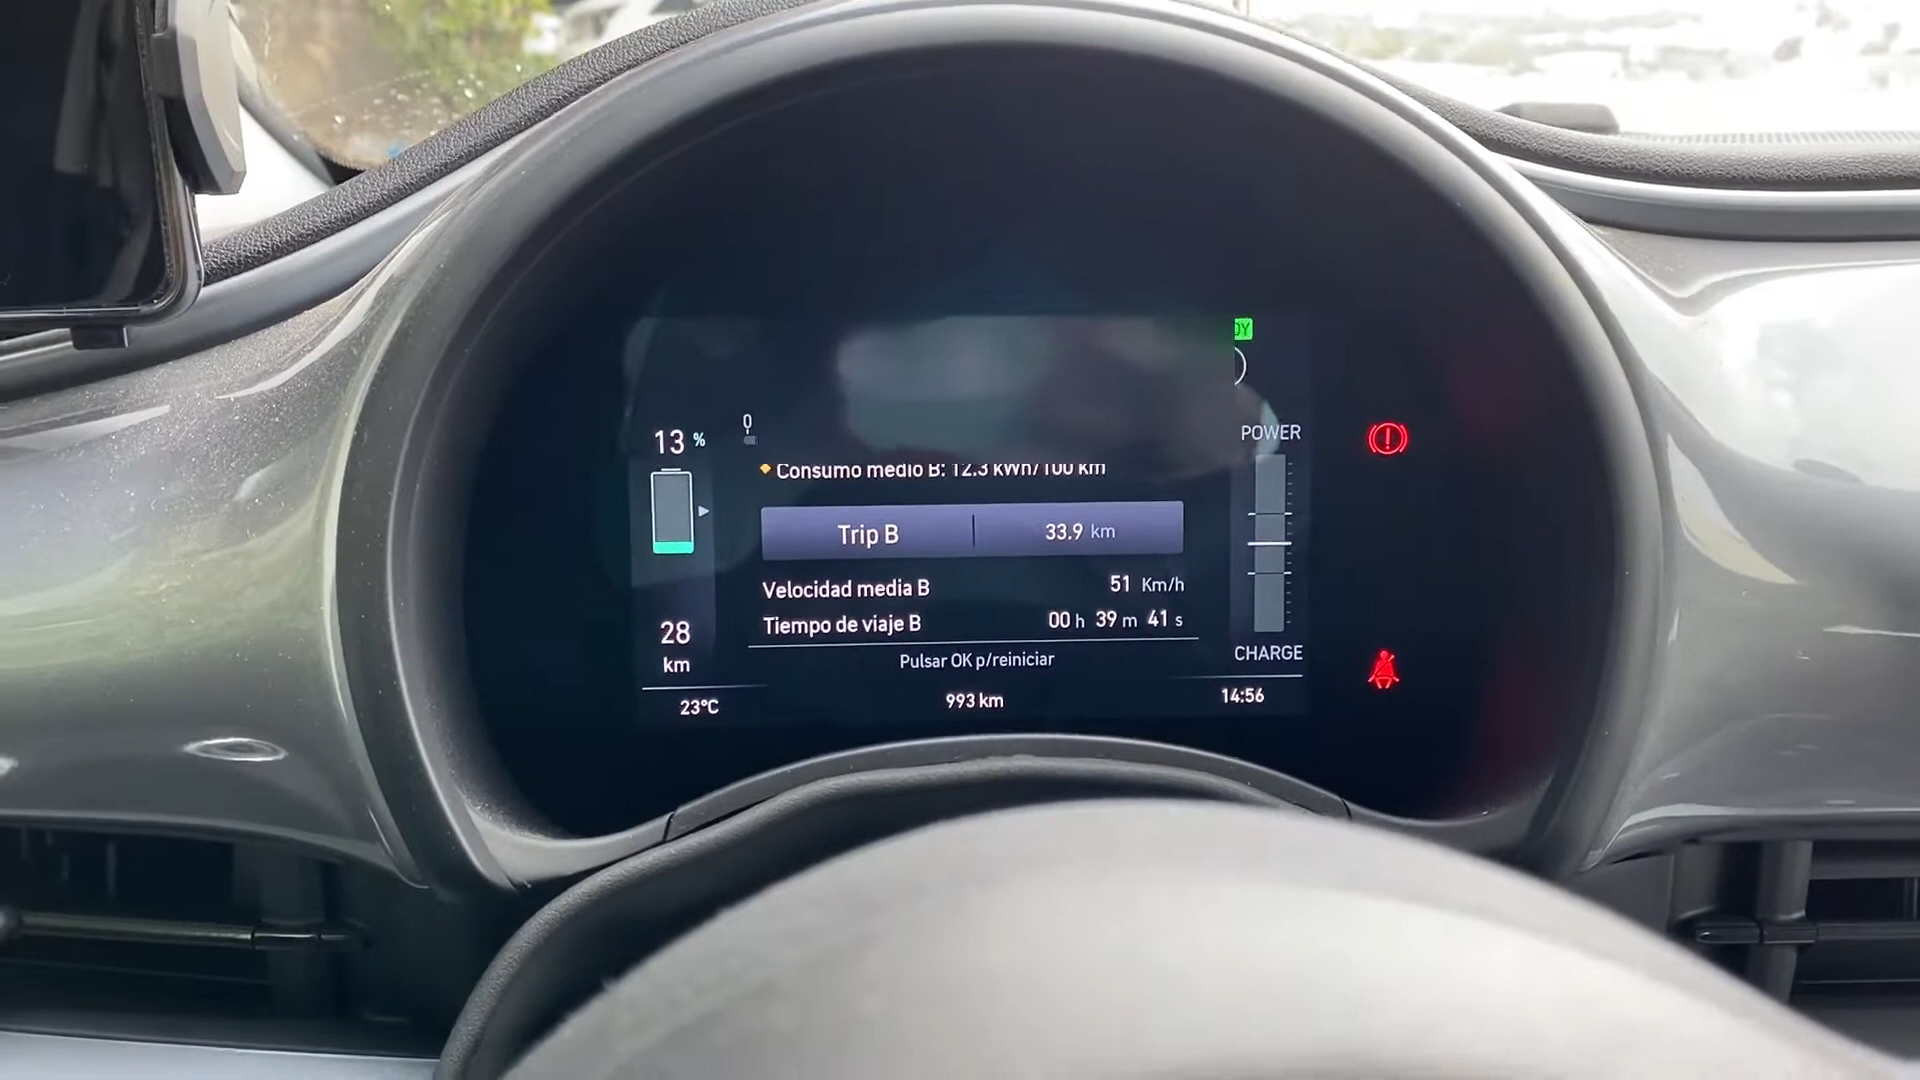 DY
13 %
POWER
Consumo medio B: 12.3 kWh/100 km
Trip B 33.9 km
Velocidad media B 51 Km/h
Tiempo de viaje B 00 h 39 m 41 s
28
km
CHARGE
Pulsar OK p/reiniciar
23°C 993 km 14:56